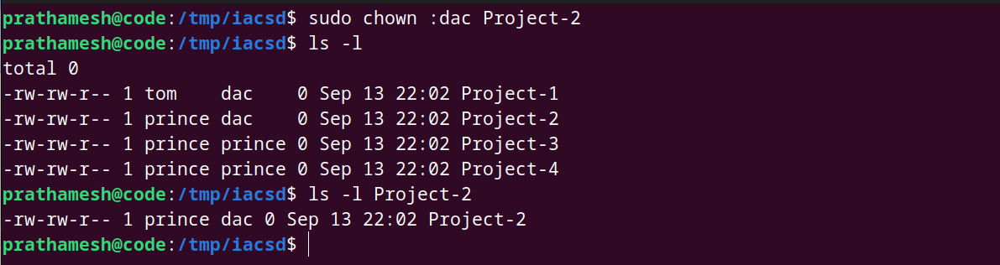 prathamesh@code:/tmp/iacsd$ sudo chown :dac Project-2
prathamesh@code:/tmp/iacsd$ ls -l
total 0
-rw-rw-r-- 1 tom    dac    0 Sep 13 22:02 Project-1
-rw-rw-r-- 1 prince dac    0 Sep 13 22:02 Project-2
-rw-rw-r-- 1 prince prince 0 Sep 13 22:02 Project-3
-rw-rw-r-- 1 prince prince 0 Sep 13 22:02 Project-4
prathamesh@code:/tmp/iacsd$ ls -l Project-2
-rw-rw-r-- 1 prince dac 0 Sep 13 22:02 Project-2
prathamesh@code:/tmp/iacsd$